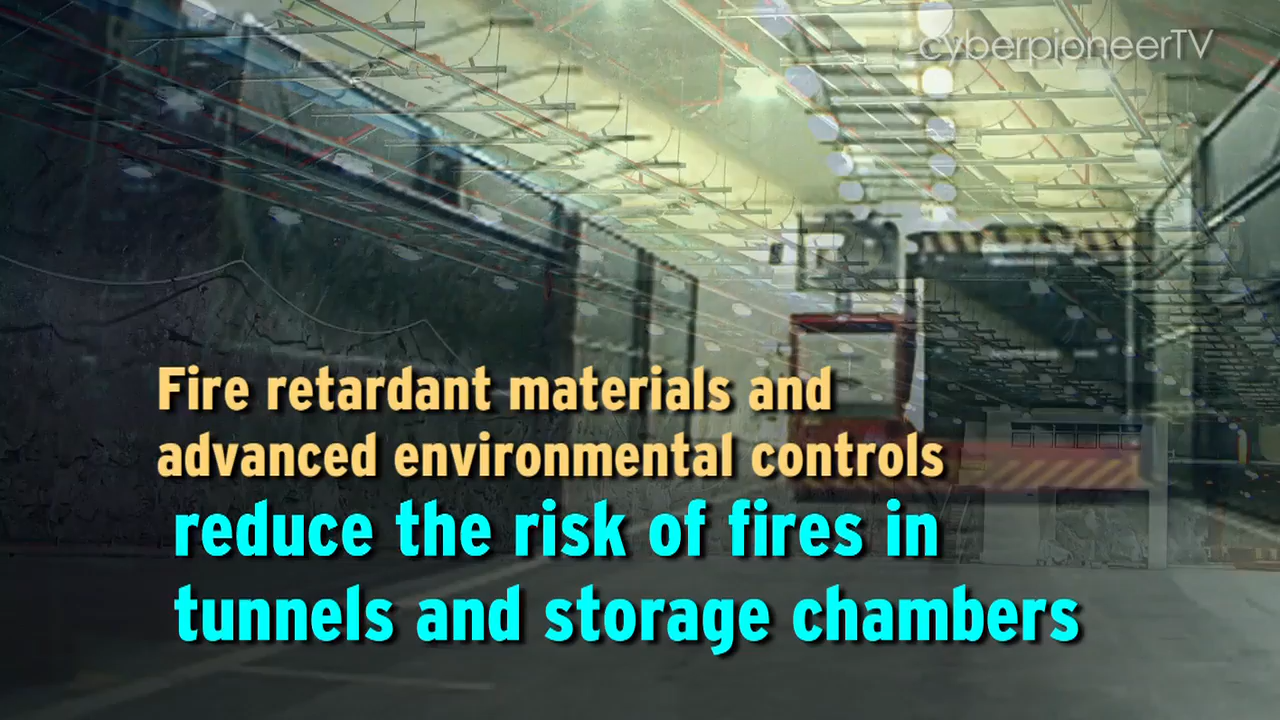 cyberpioneerTV
Fire retardant materials and
advanced environmental controls
reduce the risk of fires in
tunnels and storage chambers